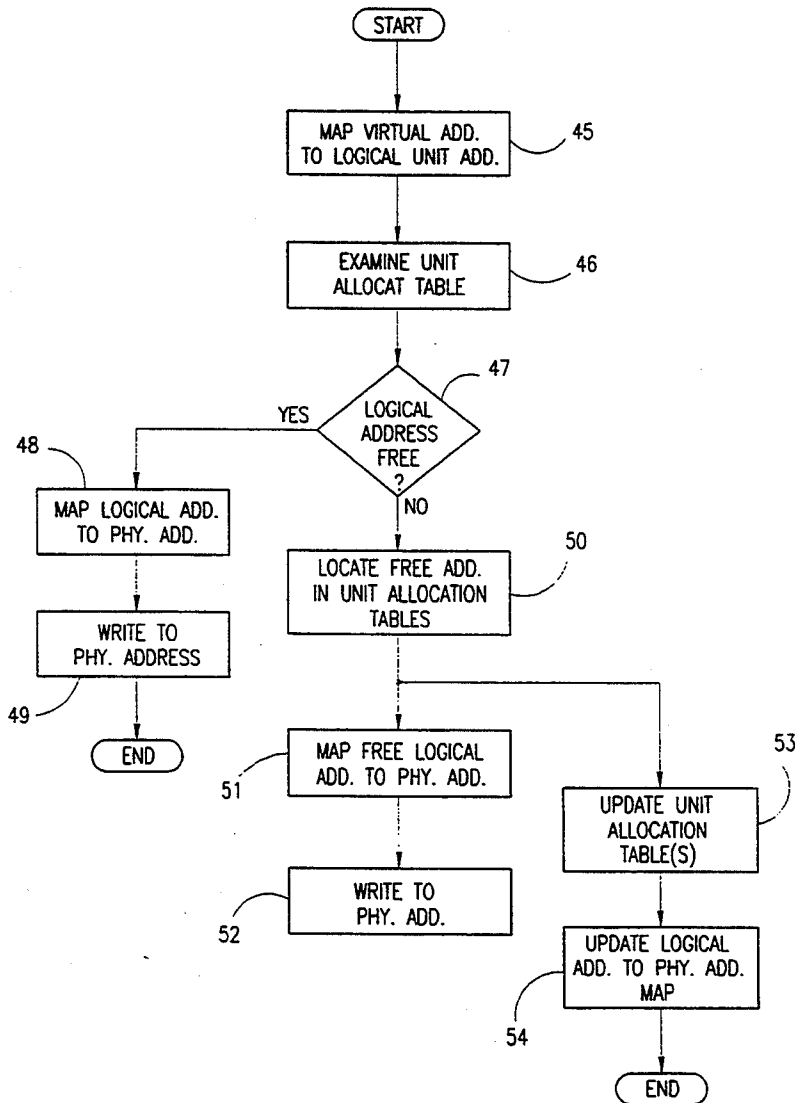 START
MAP VIRTUAL ADD.
TO LOGICAL UNIT ADD.
45
EXAMINE UNIT
ALLOCAT TABLE
46
LOGICAL
ADDRESS
FREE
?
47
YES
NO
48
MAP LOGICAL ADD.
TO PHY. ADD.
WRITE TO
PHY. ADDRESS
49
END
LOCATE FREE ADD.
IN UNIT ALLOCATION
TABLES
50
MAP FREE LOGICAL
ADD. TO PHY. ADD.
51
WRITE TO
PHY. ADD.
52
53
UPDATE UNIT
ALLOCATION
TABLE(S)
UPDATE LOGICAL
ADD. TO PHY. ADD.
MAP
54
END